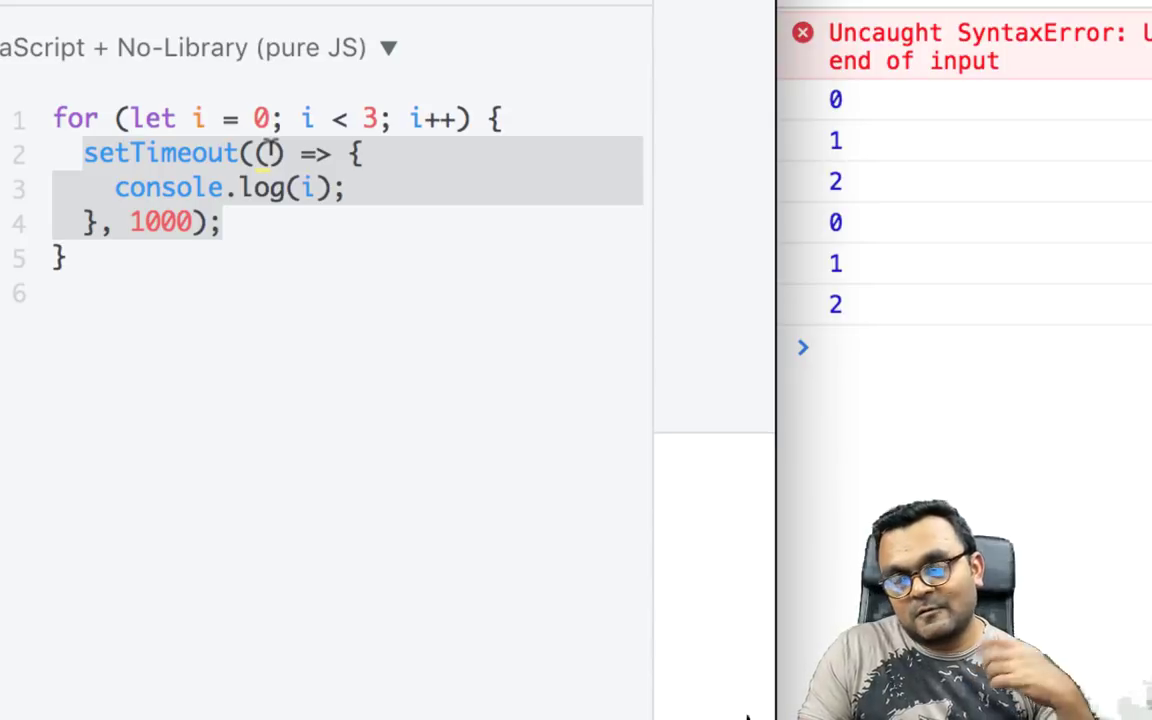 aScript + No-Library (pure JS) ▼
1 for (let i = 0; i < 3; i++) {
2 setTimeout(() => {
3 console.log(i);
4 }, 1000);
5 }
6
Uncaught SyntaxError: U
end of input
0
1
2
0
1
2
>